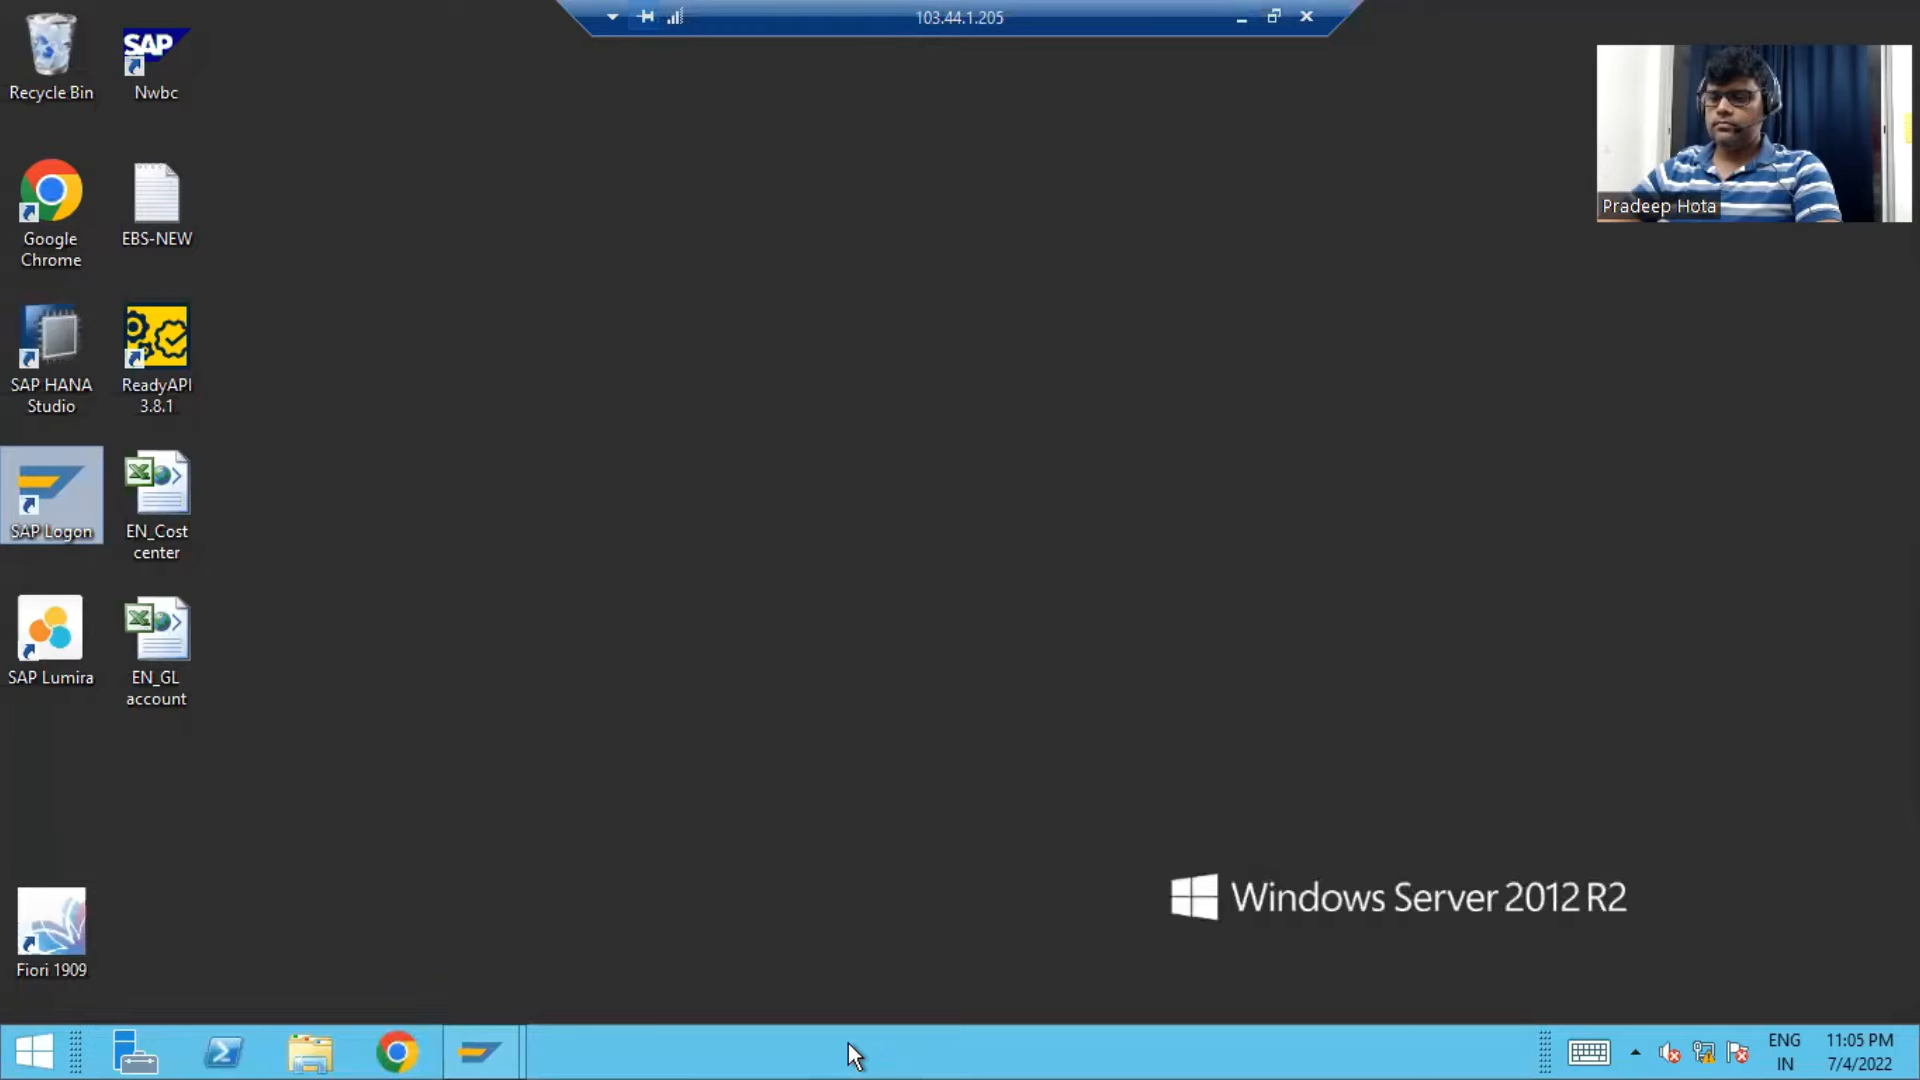 103.44.1.205
Recycle Bin
SAP
Nwbc
Pradeep Hota
Google
Chrome
EBS-NEW
SAP HANA
Studio
ReadyAPI
3.8.1
SAP Logon
EN_Cost
center
SAP Lumira
EN_GL
account
Windows Server 2012 R2
Fiori 1909
ENG
IN
11:05 PM
7/4/2022